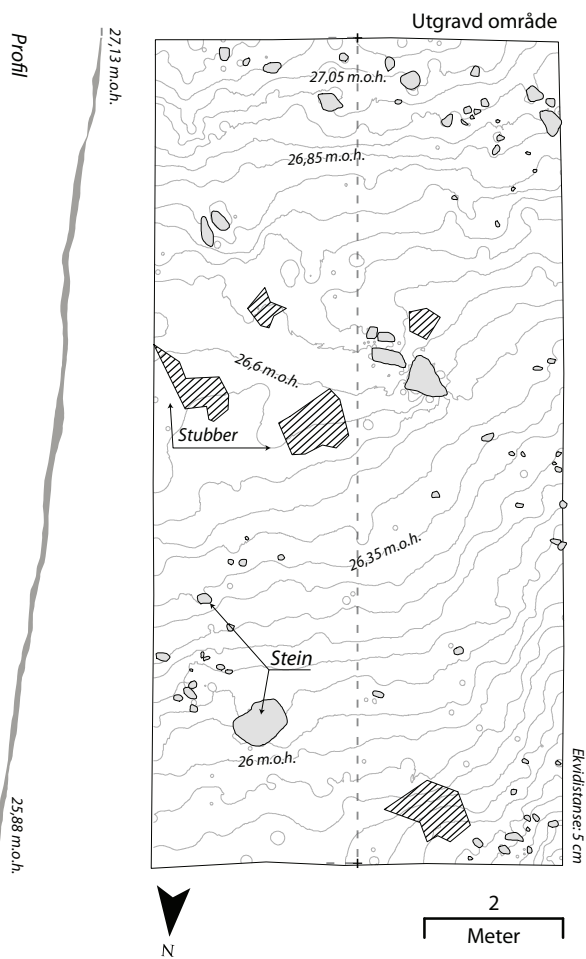 Utgravd område
Profil
27,13 m.o.h.
27,05 m.o.h.
26,85 m.o.h.
26,6 m.o.h.
Stubber
26,35 m.o.h.
Stein
26 m.o.h.
Ekvidistanse: 5 cm
25,88 m.o.h.
N
2
Meter